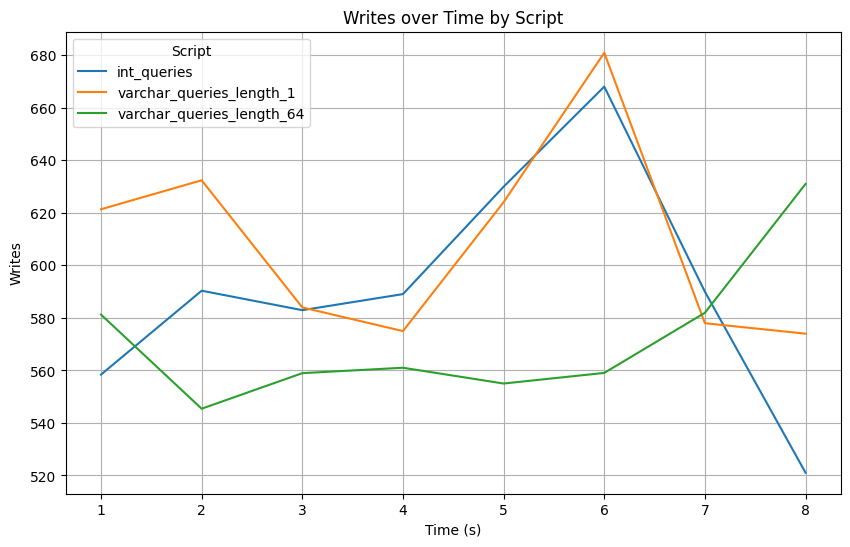 Writes over Time by Script
Script
int_queries
varchar_queries_length_1
varchar_queries_length_64
Writes
680
660
640
620
600
580
560
540
520
1 2 3 4 5 6 7 8
Time (s)